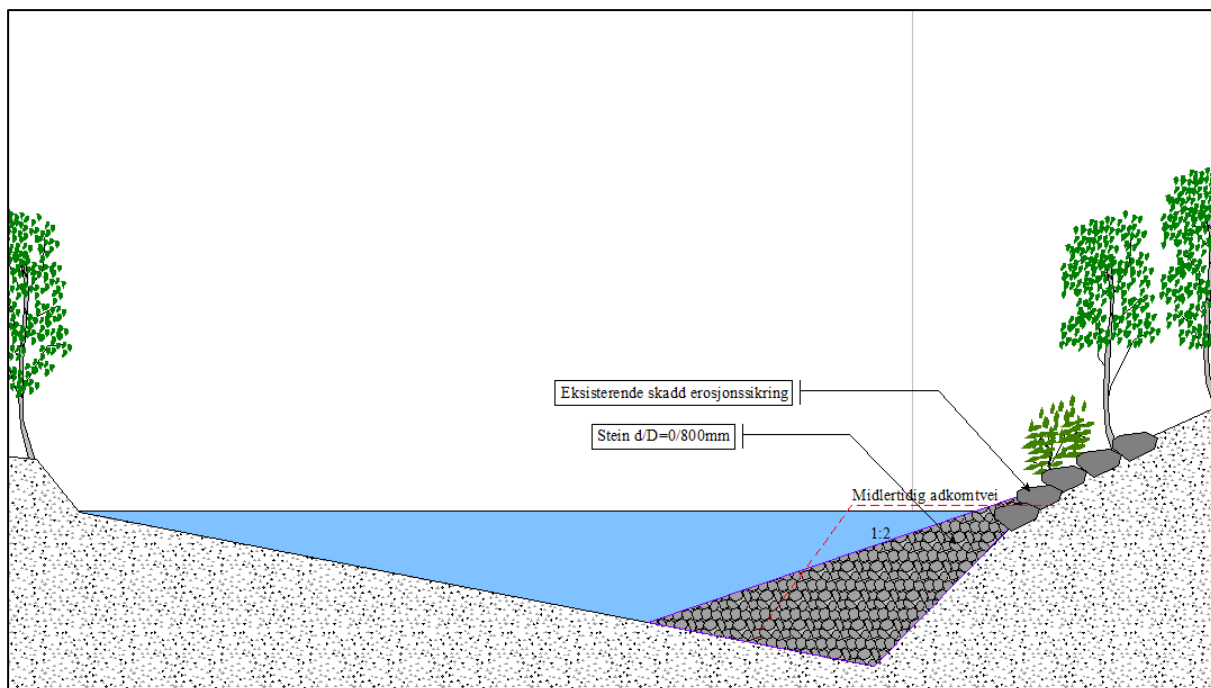 Eksisterende skadd erosjonssikring
Stein d/D=0/800mm
Midlertidig adkomtvei
1:2